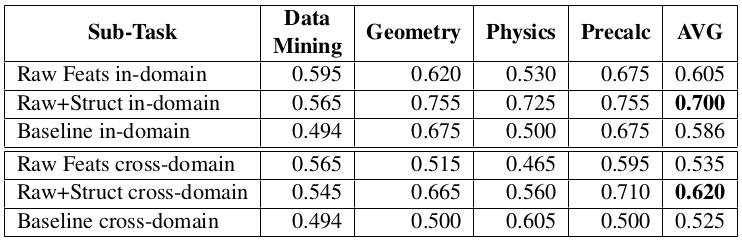 Sub-Task Data Mining Geometry Physics Precalc AVG
Raw Feats in-domain 0.595 0.620 0.530 0.675 0.605
Raw+Struct in-domain 0.565 0.755 0.725 0.755 0.700
Baseline in-domain 0.494 0.675 0.500 0.675 0.586
Raw Feats cross-domain 0.565 0.515 0.465 0.595 0.535
Raw+Struct cross-domain 0.545 0.665 0.560 0.710 0.620
Baseline cross-domain 0.494 0.500 0.605 0.500 0.525